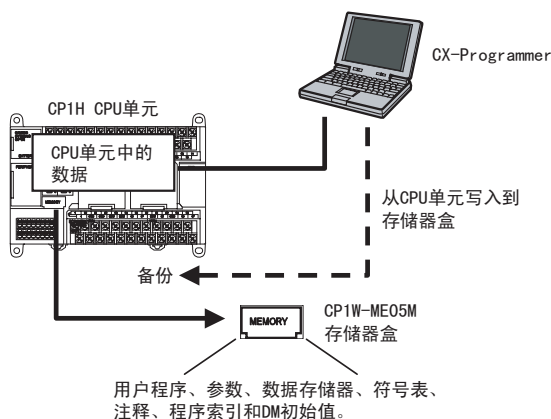 CX-Programmer
CP1H CPU单元
CPU单元中的
数据
MEMORY
从CPU单元写入到
存储器盒
备份
MEMORY
CP1W-ME05M
存储器盒
用户程序、参数、数据存储器、符号表、
注释、程序索引和DM初始值。